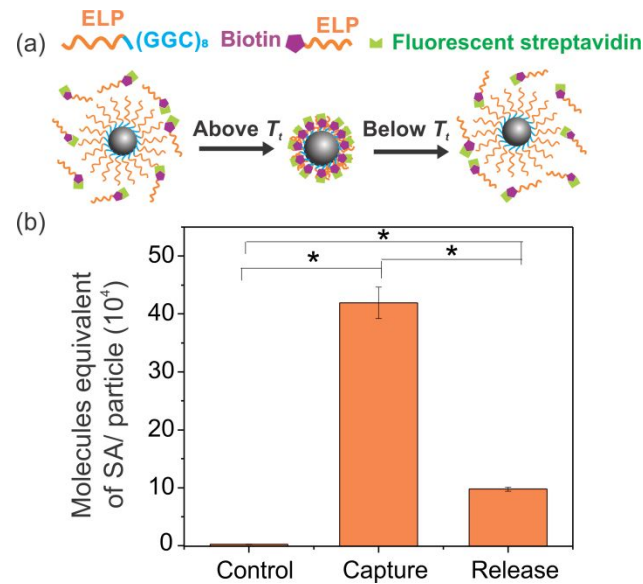 (a)
ELP
(GGC)₈
Biotin
ELP
Fluorescent streptavidin
Above Tₜ
Below Tₜ
(b)
Molecules equivalent
of SA/ particle (10⁴)
50
40
30
20
10
0
*
*
*
Control
Capture
Release